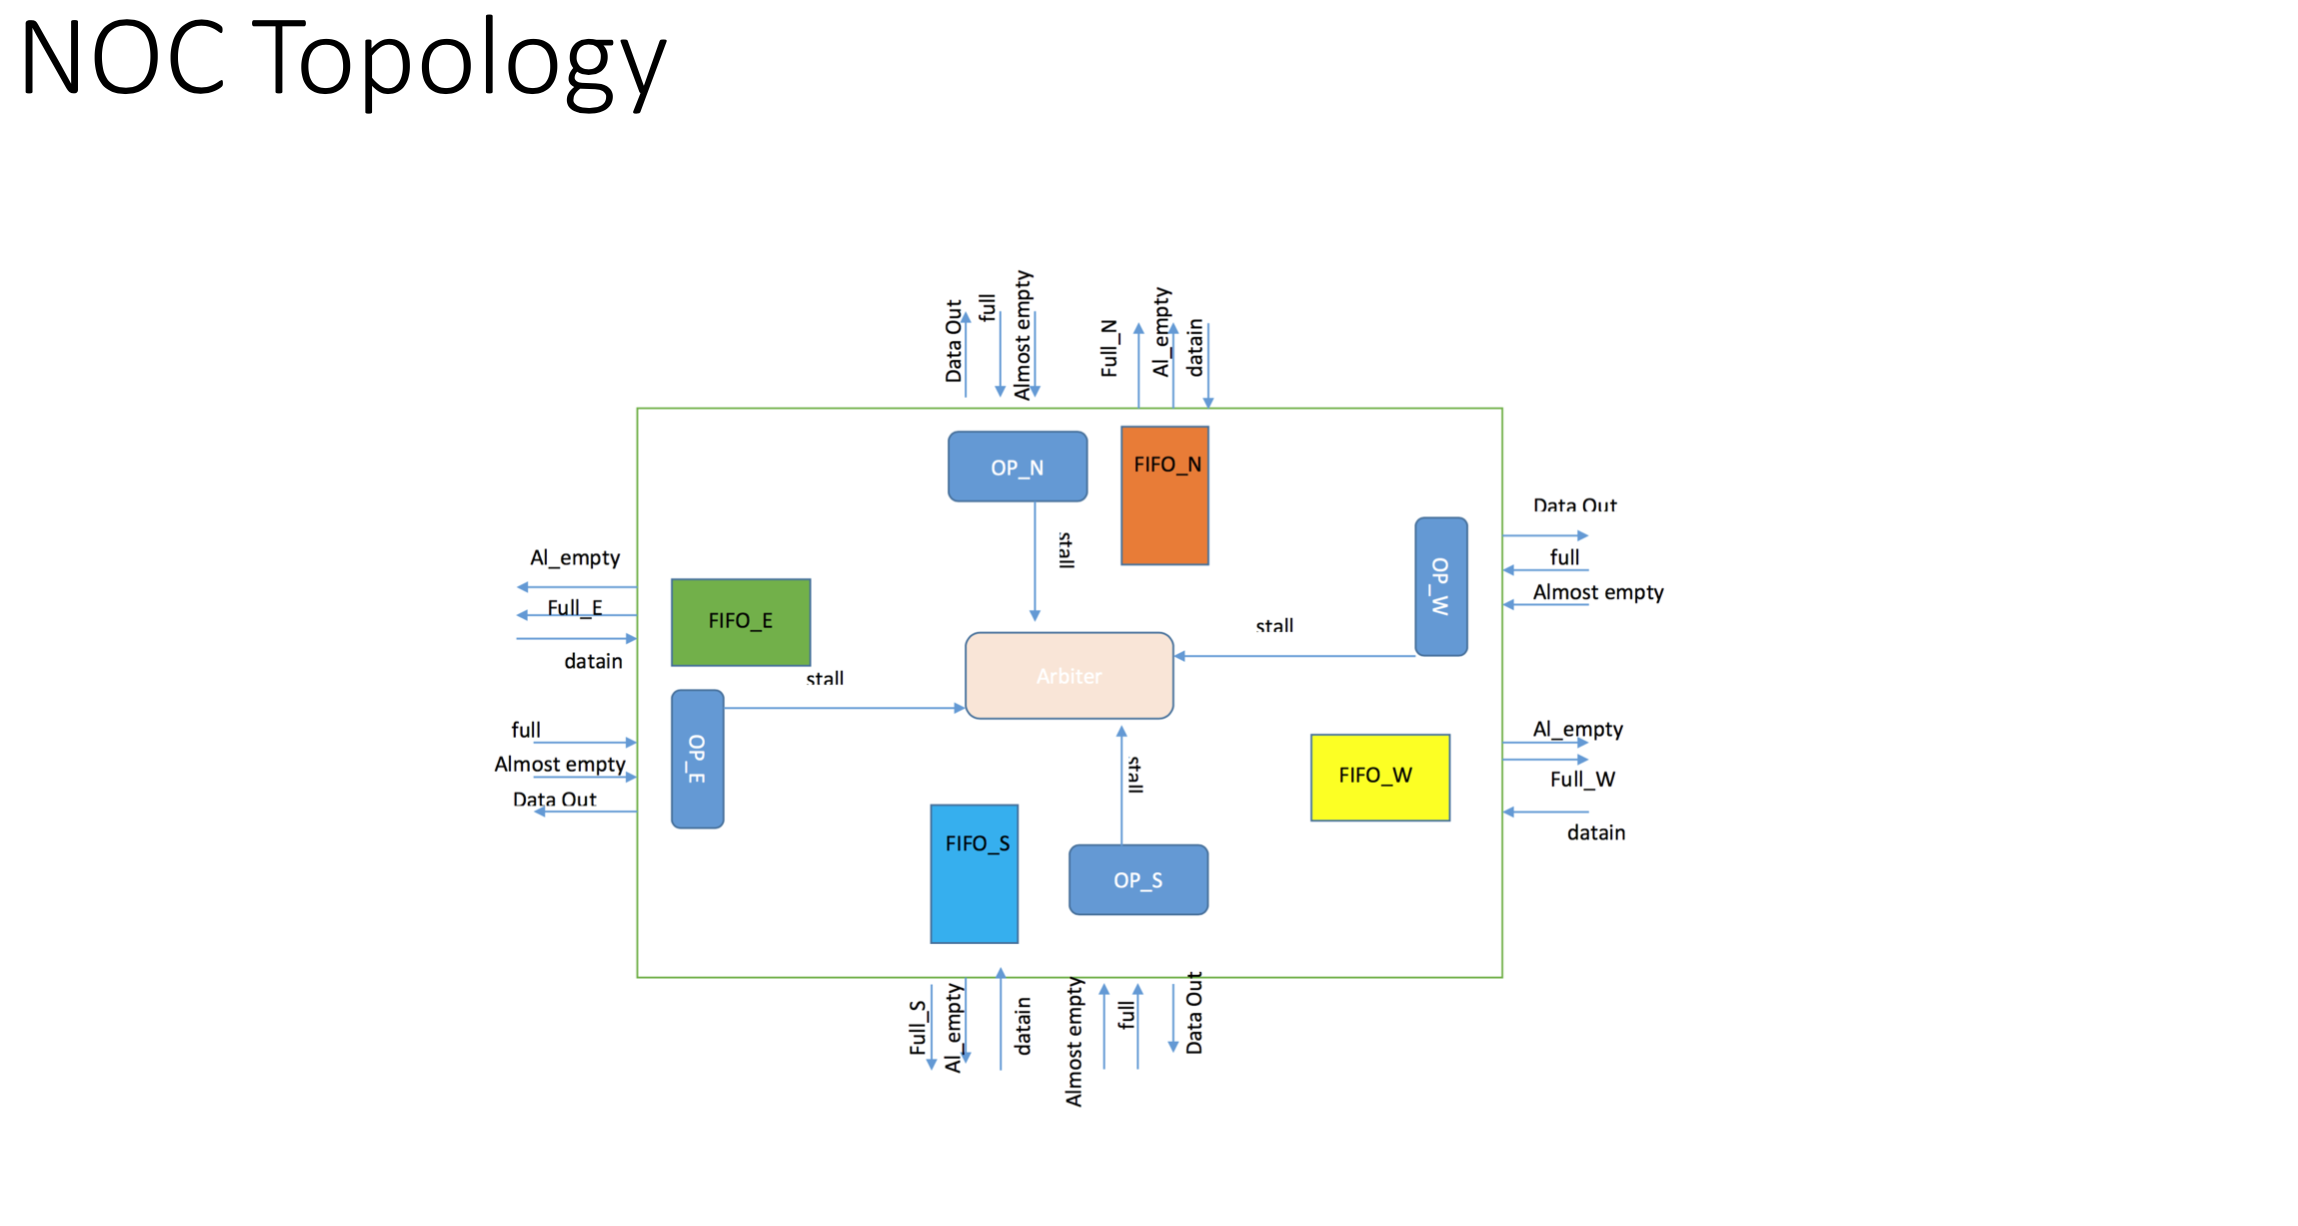 NOC Topology
Data Out
full
Almost empty
Full_N
Al_empty
datain
OP_N
FIFO_N
stall
Data Out
full
Almost empty
OP_W
Al_empty
Full_E
datain
FIFO_E
stall
stall
Arbiter
full
Almost empty
Data Out
OP_E
stall
Al_empty
Full_W
datain
FIFO_W
FIFO_S
OP_S
Full_S
Al_empty
datain
Almost empty
full
Data Out